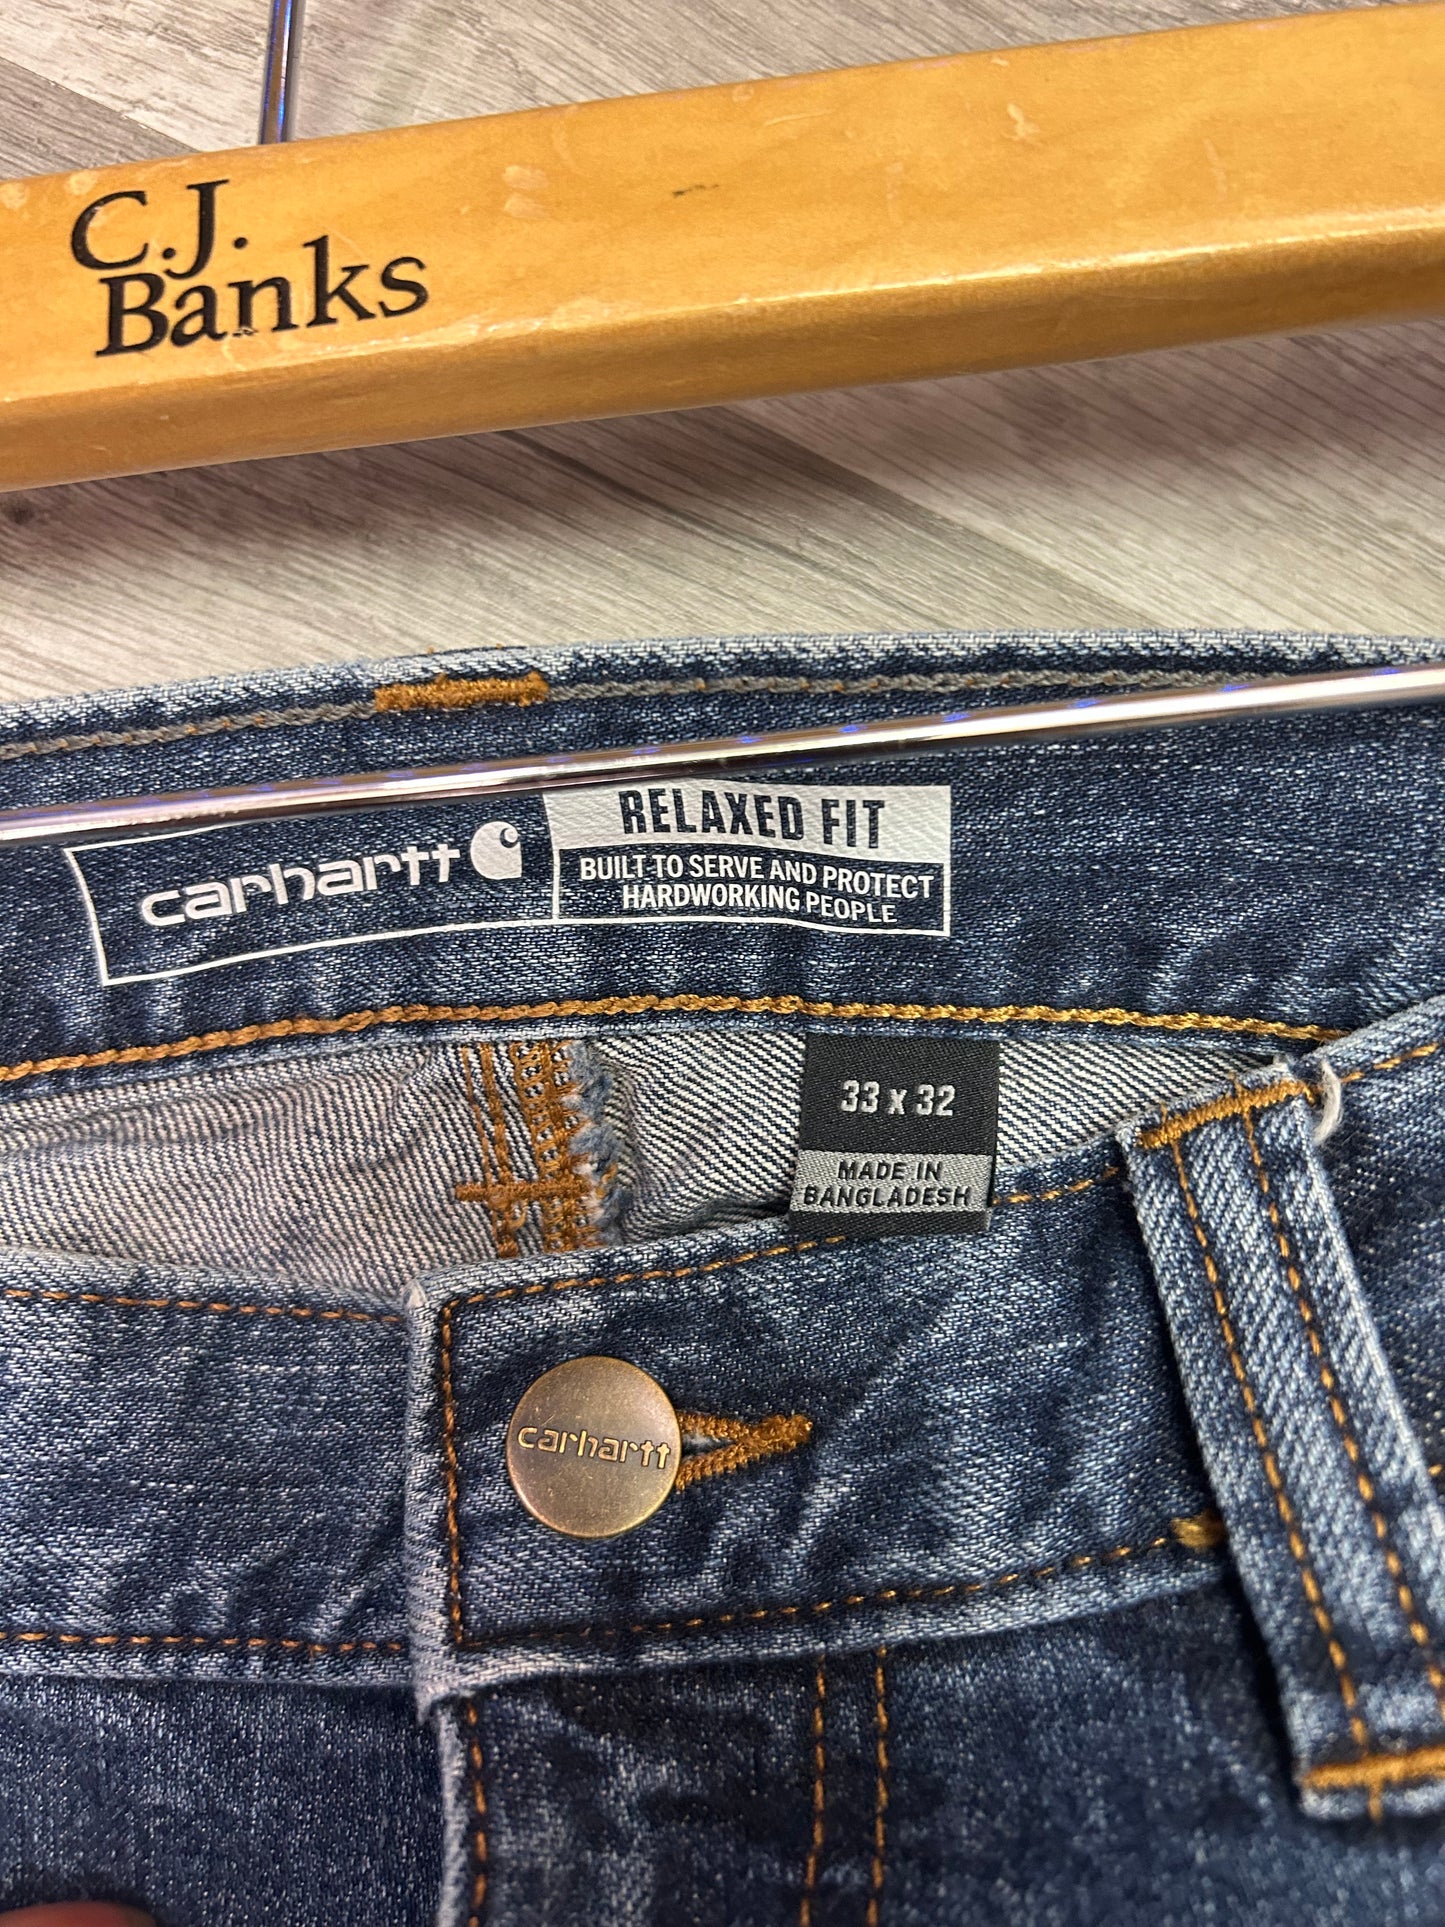 C.J.
Banks
carhartt
RELAXED FIT
BUILT TO SERVE AND PROTECT
HARDWORKING PEOPLE
33 x 32
MADE IN
BANGLADESH
carhartt